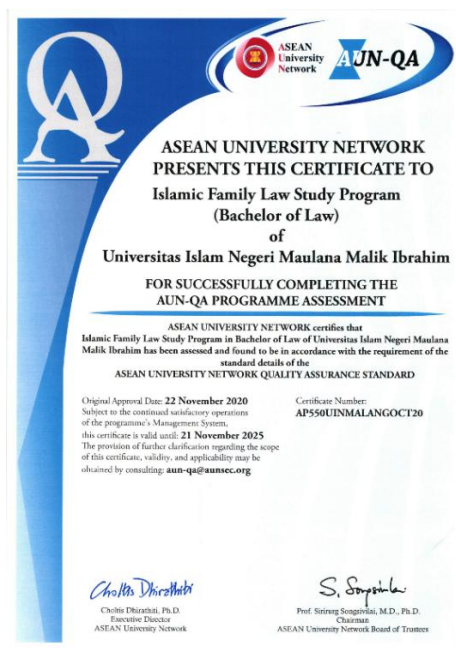 ASEAN
University
Network
AUN-QA
QA
ASEAN UNIVERSITY NETWORK
PRESENTS THIS CERTIFICATE TO
Islamic Family Law Study Program
(Bachelor of Law)
of
Universitas Islam Negeri Maulana Malik Ibrahim
FOR SUCCESSFULLY COMPLETING THE
AUN-QA PROGRAMME ASSESSMENT
ASEAN UNIVERSITY NETWORK certifies that
Islamic Family Law Study Program in Bachelor of Law of Universitas Islam Negeri Maulana
Malik Ibrahim has been assessed and found to be in accordance with the requirement of the
standard details of the
ASEAN UNIVERSITY NETWORK QUALITY ASSURANCE STANDARD
Original Approval Date: 22 November 2020
Subject to the continued satisfactory operations
of the programme's Management System,
this certificate is valid until: 21 November 2025
The provision of further clarification regarding the scope
of this certificate, validity, and applicability may be
obtained by consulting: aun-qa@aunsec.org
Certificate Number:
AP550UINMALANGOCT20
Choltis Dhirathiti
Choltis Dhirathiti, Ph.D.
Executive Director
ASEAN University Network
S. Songsivilai
Prof. Sirirurg Songsivilai, M.D., Ph.D.
Chairman
ASEAN University Network Board of Trustees